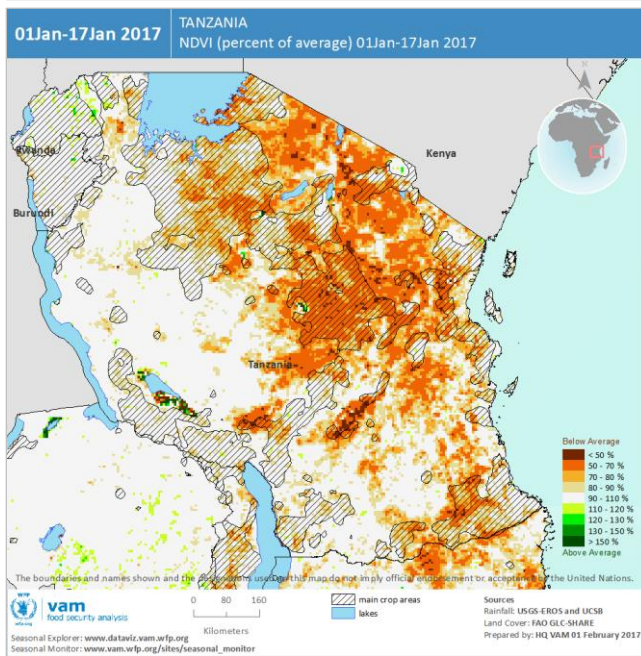 01Jan-17Jan 2017
TANZANIA
NDVI (percent of average) 01Jan-17Jan 2017
N
Rwanda
Kenya
Burundi
Tanzania
Below Average
< 50 %
50 - 70 %
70 - 80 %
80 - 90 %
90 - 110 %
110 - 120 %
120 - 130 %
130 - 150 %
>150 %
Above Average
The boundaries and names shown and the designations used on this map do not imply official endorsement or acceptance by the United Nations.
WFP
wfp.org
vam
food security analysis
0 80 160
Kilometers
main crop areas
lakes
Sources
Rainfall: USGS-EROS and UCSB
Land Cover: FAO GLC-SHARE
Prepared by: HQ VAM 01 February 2017
Seasonal Explorer: www.dataviz.vam.wfp.org
Seasonal Monitor: www.vam.wfp.org/sites/seasonal_monitor